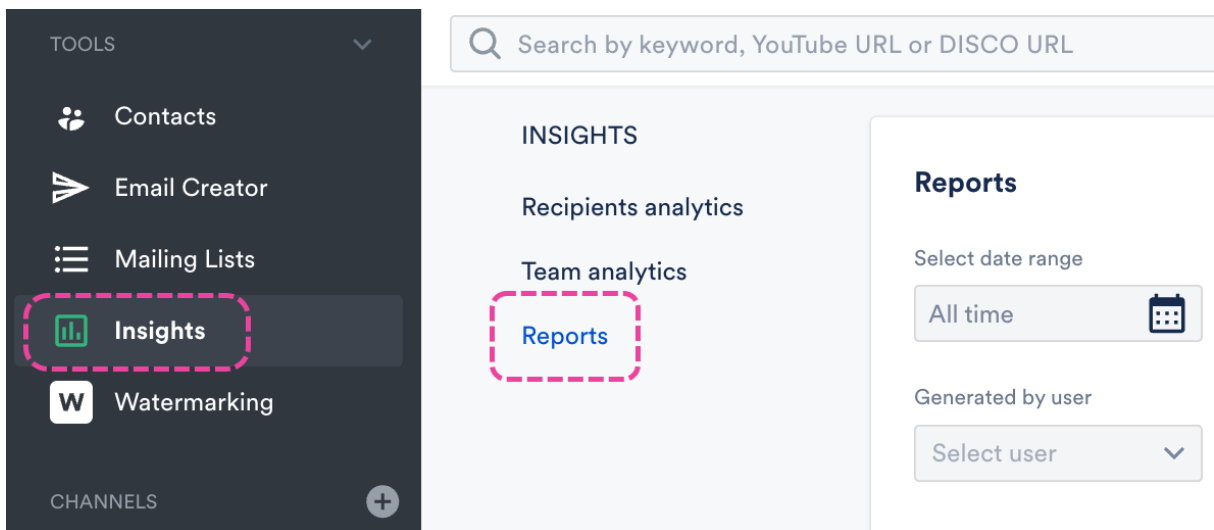 TOOLS
Contacts
Email Creator
Mailing Lists
Insights
W Watermarking
CHANNELS
Search by keyword, YouTube URL or DISCO URL
INSIGHTS
Recipients analytics
Team analytics
Reports
Reports
Select date range
All time
Generated by user
Select user